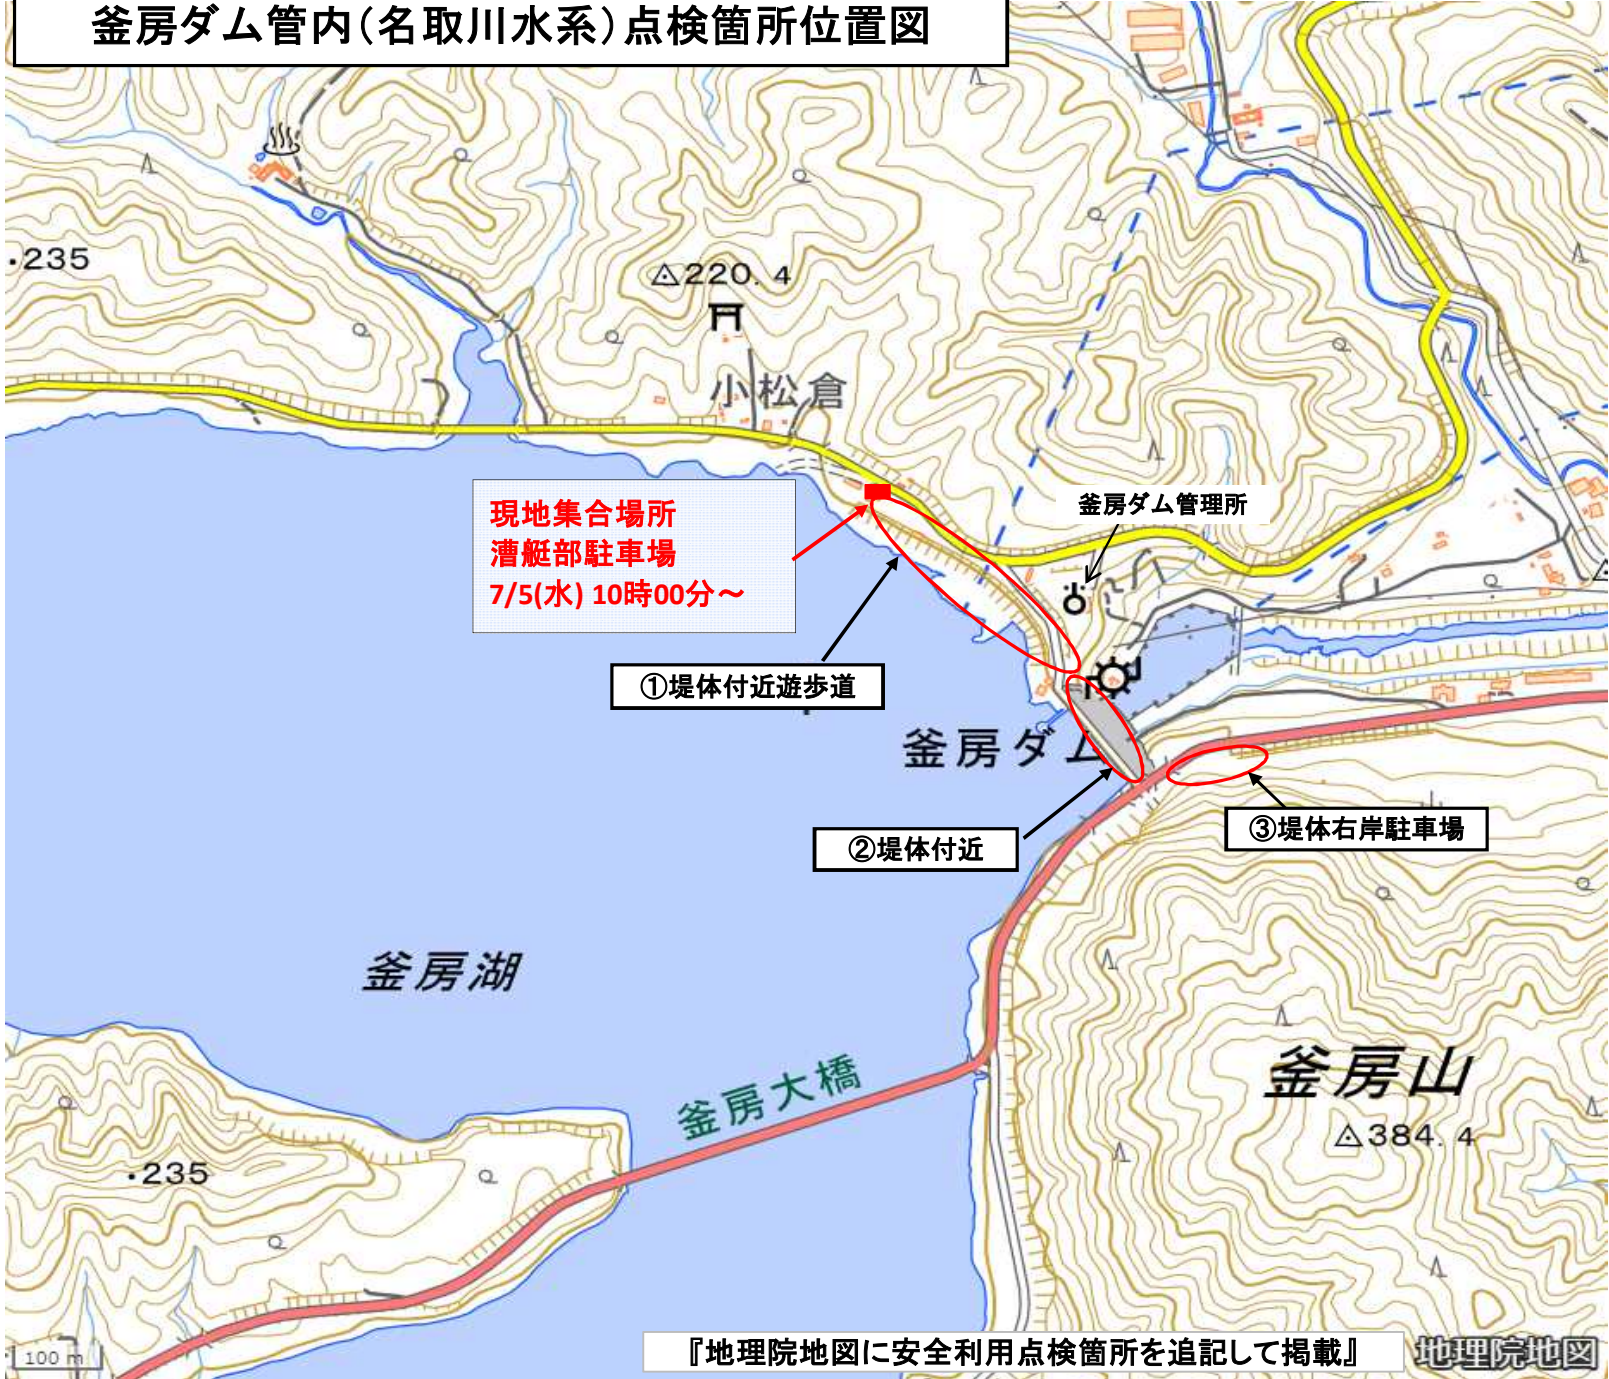 釜房ダム管内（名取川水系）点検箇所位置図
・235
220.4
小松倉
現地集合場所
漕艇部駐車場
7/5(水) 10時00分～
釜房ダム管理所
①堤体付近遊歩道
釜房ダム
②堤体付近
③堤体右岸駐車場
釜房湖
釜房大橋
釜房山
384.4
・235
100 m
『地理院地図に安全利用点検箇所を追記して掲載』
地理院地図